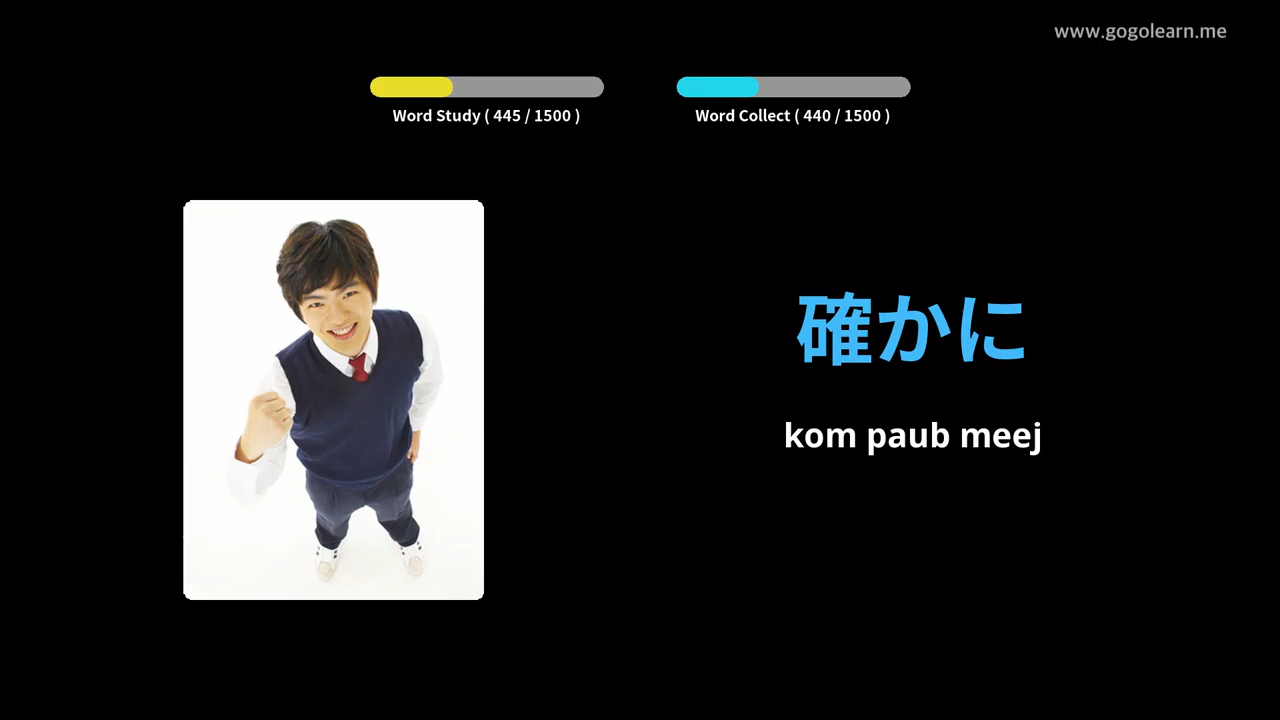 www.gogolearn.me
Word Study ( 445 / 1500 )
Word Collect ( 440 / 1500 )
確かに
kom paub meej